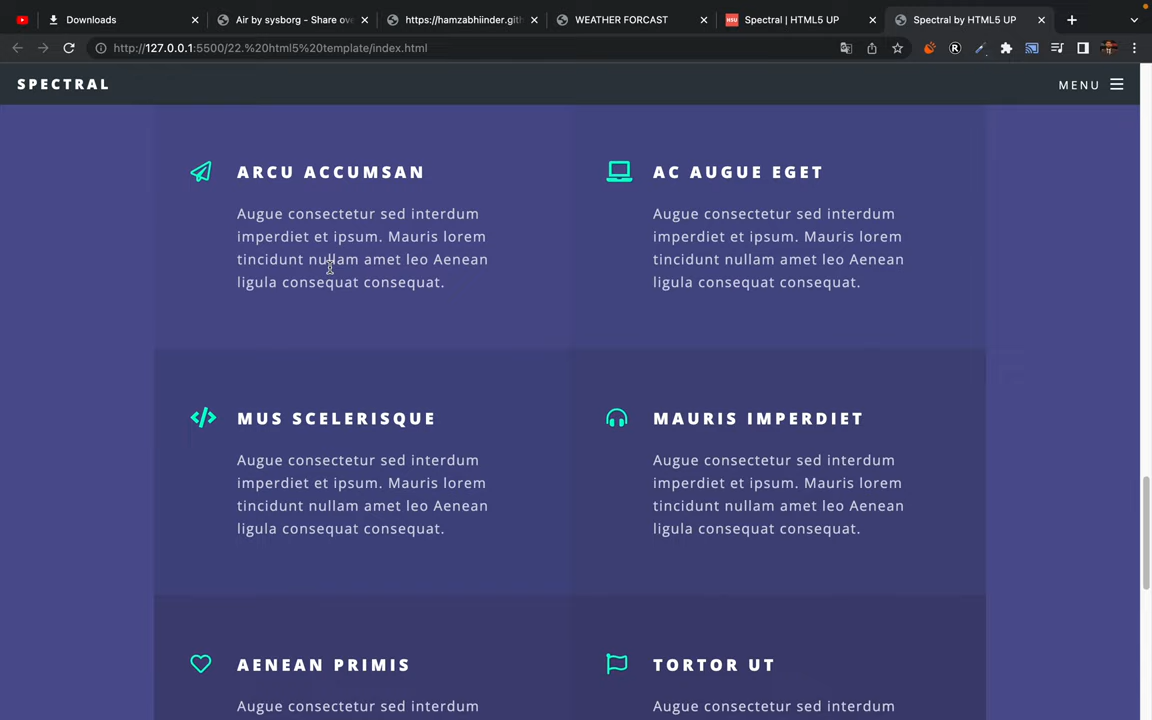 Downloads
Air by sysborg - Share ove
https://hamzabhiinder.gith
WEATHER FORCAST
HSU
Spectral | HTML5 UP
Spectral by HTML5 UP
http://127.0.0.1:5500/22.%20html5%20template/index.html
SPECTRAL
MENU
ARCU ACCUMSAN
Augue consectetur sed interdum
imperdiet et ipsum. Mauris lorem
tincidunt nullam amet leo Aenean
ligula consequat consequat.
AC AUGUE EGET
Augue consectetur sed interdum
imperdiet et ipsum. Mauris lorem
tincidunt nullam amet leo Aenean
ligula consequat consequat.
MUS SCELERISQUE
Augue consectetur sed interdum
imperdiet et ipsum. Mauris lorem
tincidunt nullam amet leo Aenean
ligula consequat consequat.
MAURIS IMPERDIET
Augue consectetur sed interdum
imperdiet et ipsum. Mauris lorem
tincidunt nullam amet leo Aenean
ligula consequat consequat.
AENEAN PRIMIS
Augue consectetur sed interdum
TORTOR UT
Augue consectetur sed interdum